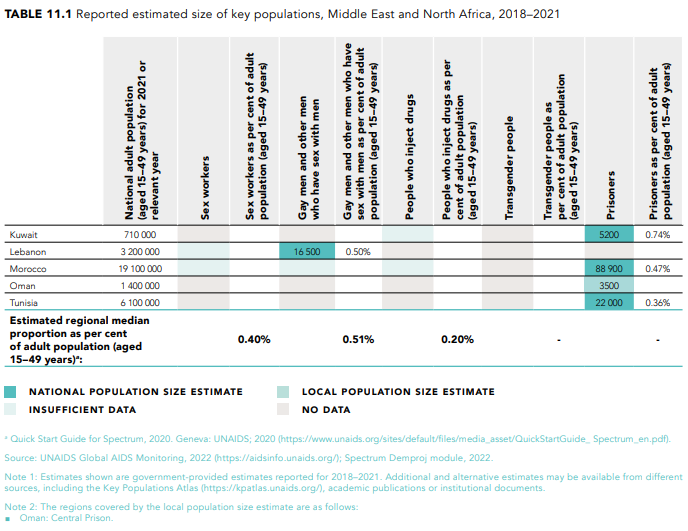 TABLE 11.1 Reported estimated size of key populations, Middle East and North Africa, 2018–2021
National adult population
(aged 15–49 years) for 2021 or
relevant year
Sex workers
Sex workers as per cent of adult
population (aged 15–49 years)
Gay men and other men
who have sex with men
Gay men and other men who have
sex with men as per cent of adult
population (aged 15–49 years)
People who inject drugs
People who inject drugs as per
cent of adult population
(aged 15–49 years)
Transgender people
Transgender people as
per cent of adult population
(aged 15–49 years)
Prisoners
Prisoners as per cent of adult
population (aged 15–49 years)
Kuwait 710 000 5200 0.74%
Lebanon 3 200 000 16 500 0.50%
Morocco 19 100 000 88 900 0.47%
Oman 1 400 000 3500
Tunisia 6 100 000 22 000 0.36%
Estimated regional median
proportion as per cent
of adult population (aged
15–49 years)ᵃ:
0.40% 0.51% 0.20% - -
NATIONAL POPULATION SIZE ESTIMATE LOCAL POPULATION SIZE ESTIMATE
INSUFFICIENT DATA NO DATA
ᵃ Quick Start Guide for Spectrum, 2020. Geneva: UNAIDS; 2020 (https://www.unaids.org/sites/default/files/media_asset/QuickStartGuide_ Spectrum_en.pdf).
Source: UNAIDS Global AIDS Monitoring, 2022 (https://aidsinfo.unaids.org/); Spectrum Demproj module, 2022.
Note 1: Estimates shown are government-provided estimates reported for 2018–2021. Additional and alternative estimates may be available from different
sources, including the Key Populations Atlas (https://kpatlas.unaids.org/), academic publications or institutional documents.
Note 2: The regions covered by the local population size estimate are as follows:
▪ Oman: Central Prison.